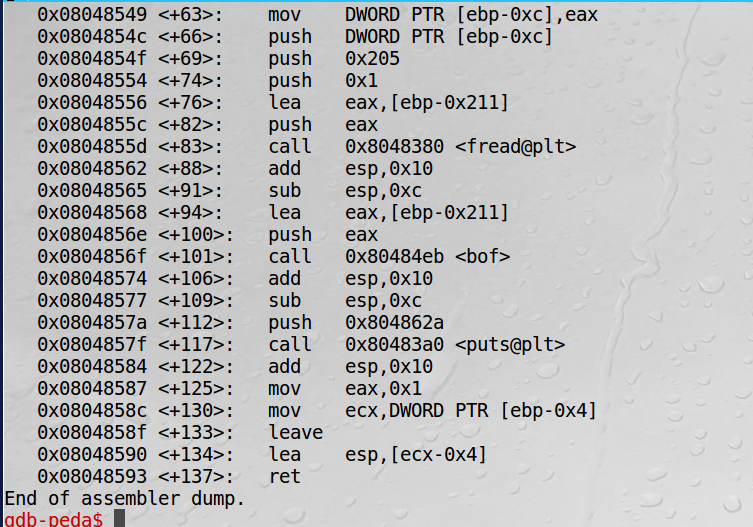 0x08048549 <+63>: mov DWORD PTR [ebp-0xc],eax
0x0804854c <+66>: push DWORD PTR [ebp-0xc]
0x0804854f <+69>: push 0x205
0x08048554 <+74>: push 0x1
0x08048556 <+76>: lea eax,[ebp-0x211]
0x0804855c <+82>: push eax
0x0804855d <+83>: call 0x8048380 <fread@plt>
0x08048562 <+88>: add esp,0x10
0x08048565 <+91>: sub esp,0xc
0x08048568 <+94>: lea eax,[ebp-0x211]
0x0804856e <+100>: push eax
0x0804856f <+101>: call 0x80484eb <bof>
0x08048574 <+106>: add esp,0x10
0x08048577 <+109>: sub esp,0xc
0x0804857a <+112>: push 0x804862a
0x0804857f <+117>: call 0x80483a0 <puts@plt>
0x08048584 <+122>: add esp,0x10
0x08048587 <+125>: mov eax,0x1
0x0804858c <+130>: mov ecx,DWORD PTR [ebp-0x4]
0x0804858f <+133>: leave
0x08048590 <+134>: lea esp,[ecx-0x4]
0x08048593 <+137>: ret
End of assembler dump.
gdb-peda$